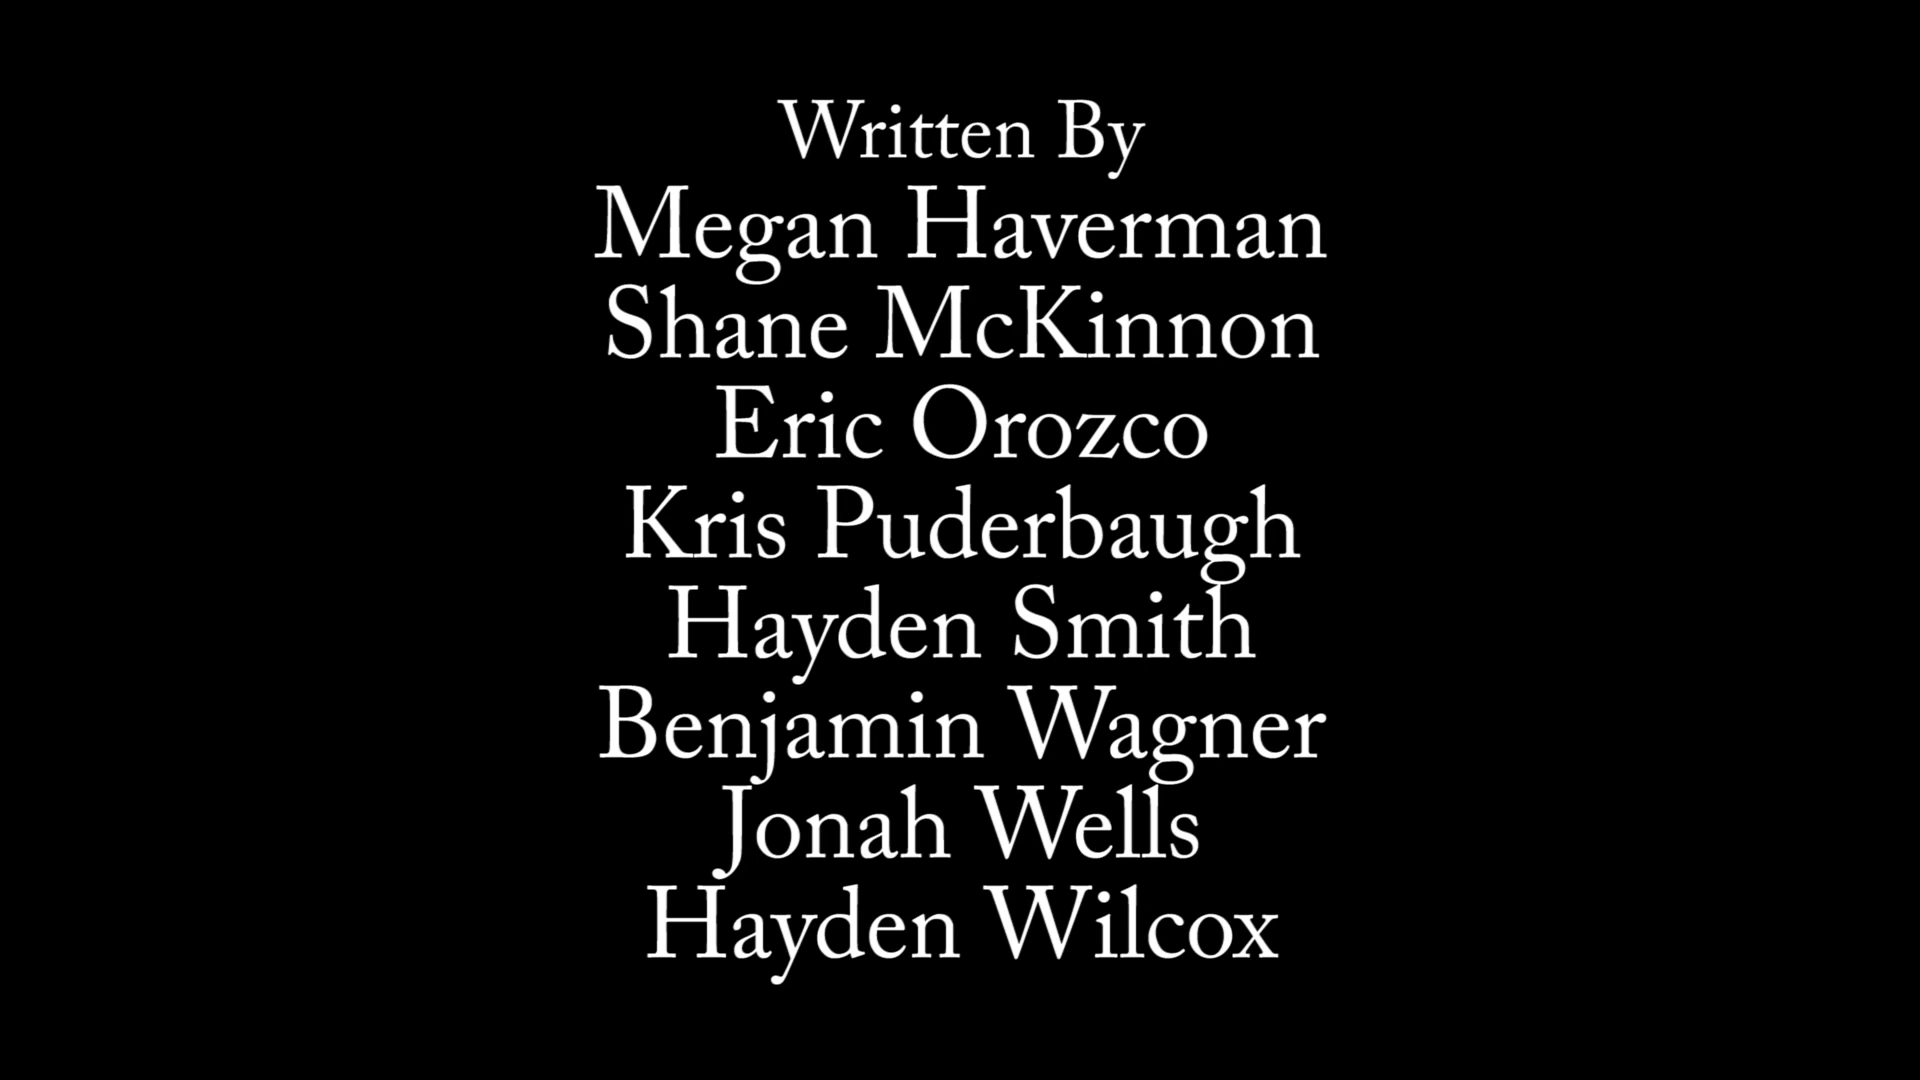 Written By
Megan Haverman
Shane McKinnon
Eric Orozco
Kris Puderbaugh
Hayden Smith
Benjamin Wagner
Jonah Wells
Hayden Wilcox